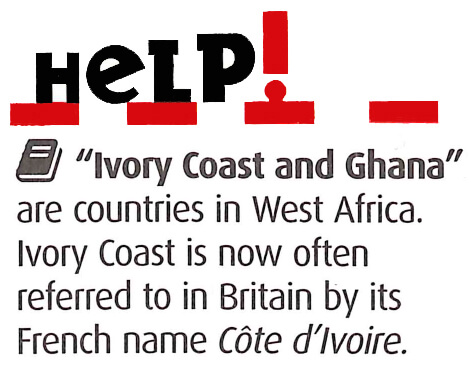 HeLP!
“Ivory Coast and Ghana”
are countries in West Africa.
Ivory Coast is now often
referred to in Britain by its
French name Côte d’Ivoire.